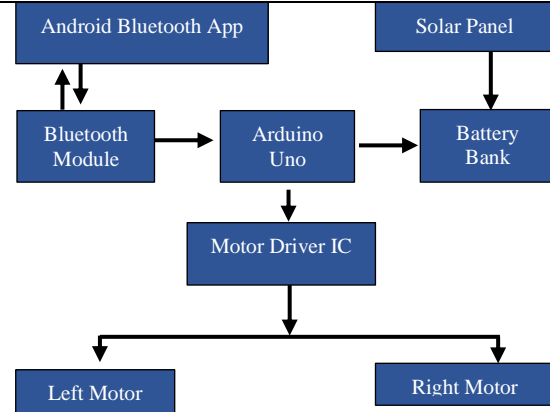 Android Bluetooth App
Solar Panel
Bluetooth
Module
Arduino
Uno
Battery
Bank
Motor Driver IC
Left Motor
Right Motor